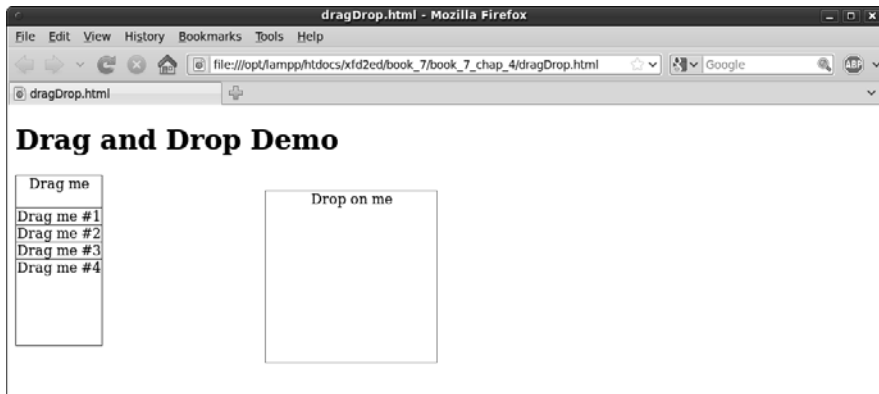 dragDrop.html - Mozilla Firefox
File Edit View History Bookmarks Tools Help
file:///opt/lampp/htdocs/xfd2ed/book_7/book_7_chap_4/dragDrop.html
Google
ABP
dragDrop.html
Drag and Drop Demo
Drag me
Drop on me
Drag me #1
Drag me #2
Drag me #3
Drag me #4